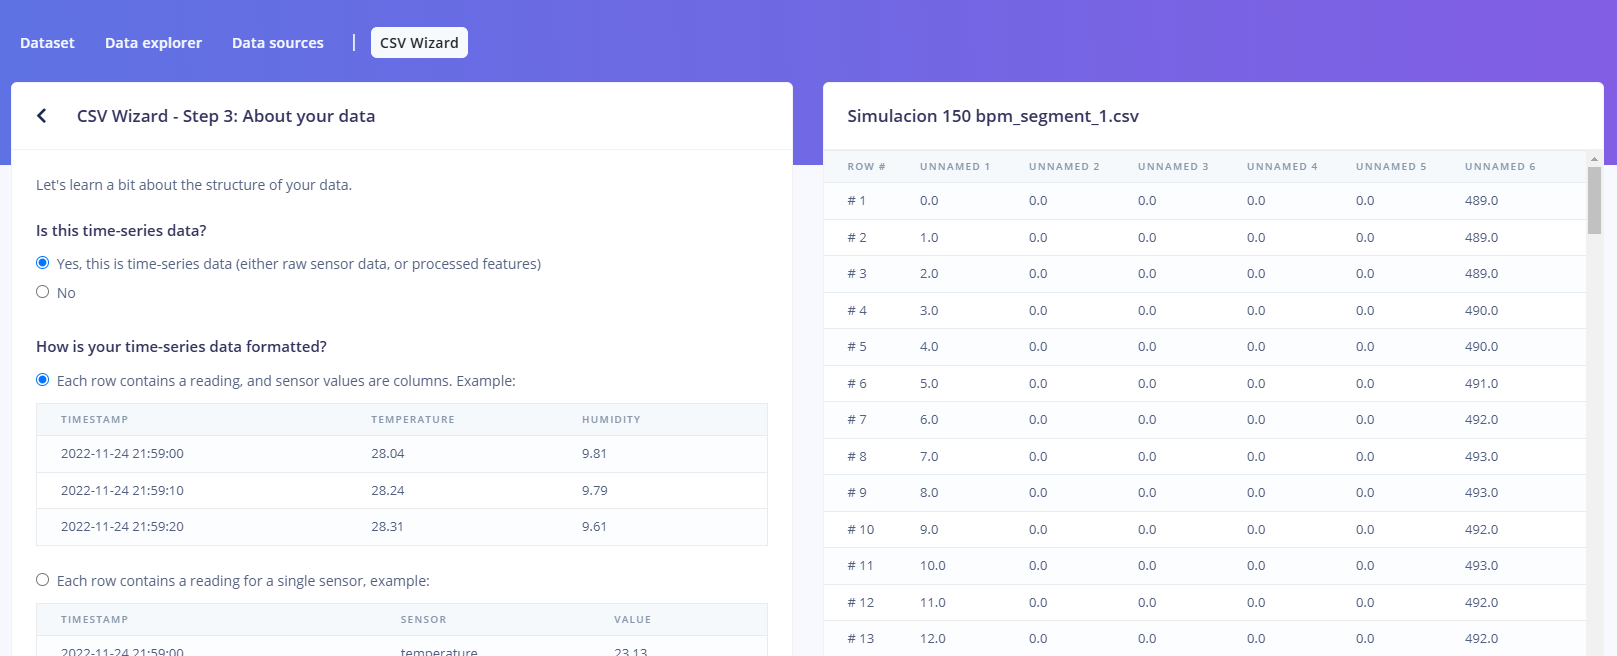 Dataset Data explorer Data sources | CSV Wizard
CSV Wizard - Step 3: About your data
Let's learn a bit about the structure of your data.
Is this time-series data?
Yes, this is time-series data (either raw sensor data, or processed features)
No
How is your time-series data formatted?
Each row contains a reading, and sensor values are columns. Example:
TIMESTAMP TEMPERATURE HUMIDITY
2022-11-24 21:59:00 28.04 9.81
2022-11-24 21:59:10 28.24 9.79
2022-11-24 21:59:20 28.31 9.61
Each row contains a reading for a single sensor, example:
TIMESTAMP SENSOR VALUE
2022-11-24 21:59:00 temperature 23.13
Simulacion 150 bpm_segment_1.csv
ROW # UNNAMED 1 UNNAMED 2 UNNAMED 3 UNNAMED 4 UNNAMED 5 UNNAMED 6
# 1 0.0 0.0 0.0 0.0 0.0 489.0
# 2 1.0 0.0 0.0 0.0 0.0 489.0
# 3 2.0 0.0 0.0 0.0 0.0 489.0
# 4 3.0 0.0 0.0 0.0 0.0 490.0
# 5 4.0 0.0 0.0 0.0 0.0 490.0
# 6 5.0 0.0 0.0 0.0 0.0 491.0
# 7 6.0 0.0 0.0 0.0 0.0 492.0
# 8 7.0 0.0 0.0 0.0 0.0 493.0
# 9 8.0 0.0 0.0 0.0 0.0 493.0
# 10 9.0 0.0 0.0 0.0 0.0 492.0
# 11 10.0 0.0 0.0 0.0 0.0 493.0
# 12 11.0 0.0 0.0 0.0 0.0 492.0
# 13 12.0 0.0 0.0 0.0 0.0 492.0